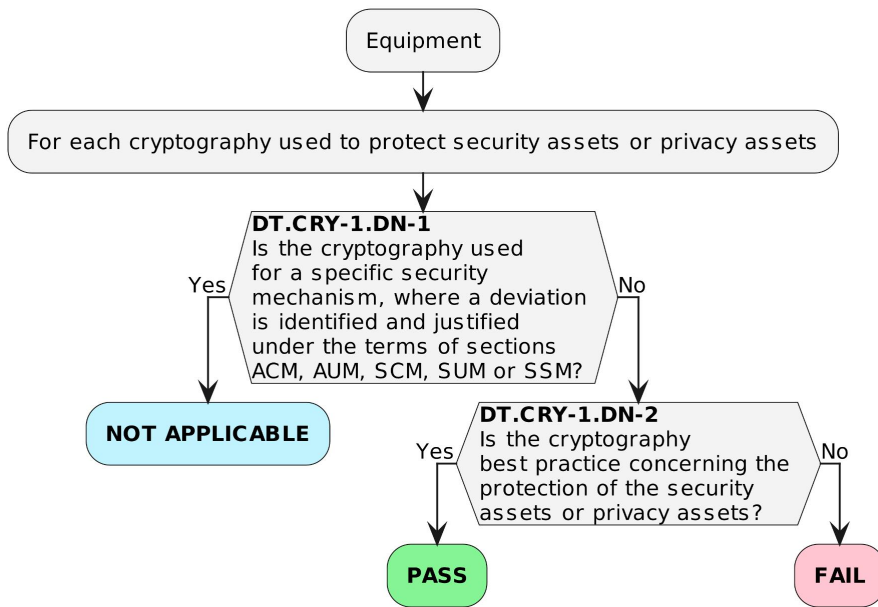 Equipment
For each cryptography used to protect security assets or privacy assets
DT.CRY-1.DN-1
Is the cryptography used
for a specific security
mechanism, where a deviation
is identified and justified
under the terms of sections
ACM, AUM, SCM, SUM or SSM?
Yes
No
NOT APPLICABLE
DT.CRY-1.DN-2
Is the cryptography
best practice concerning the
protection of the security
assets or privacy assets?
Yes
No
PASS
FAIL